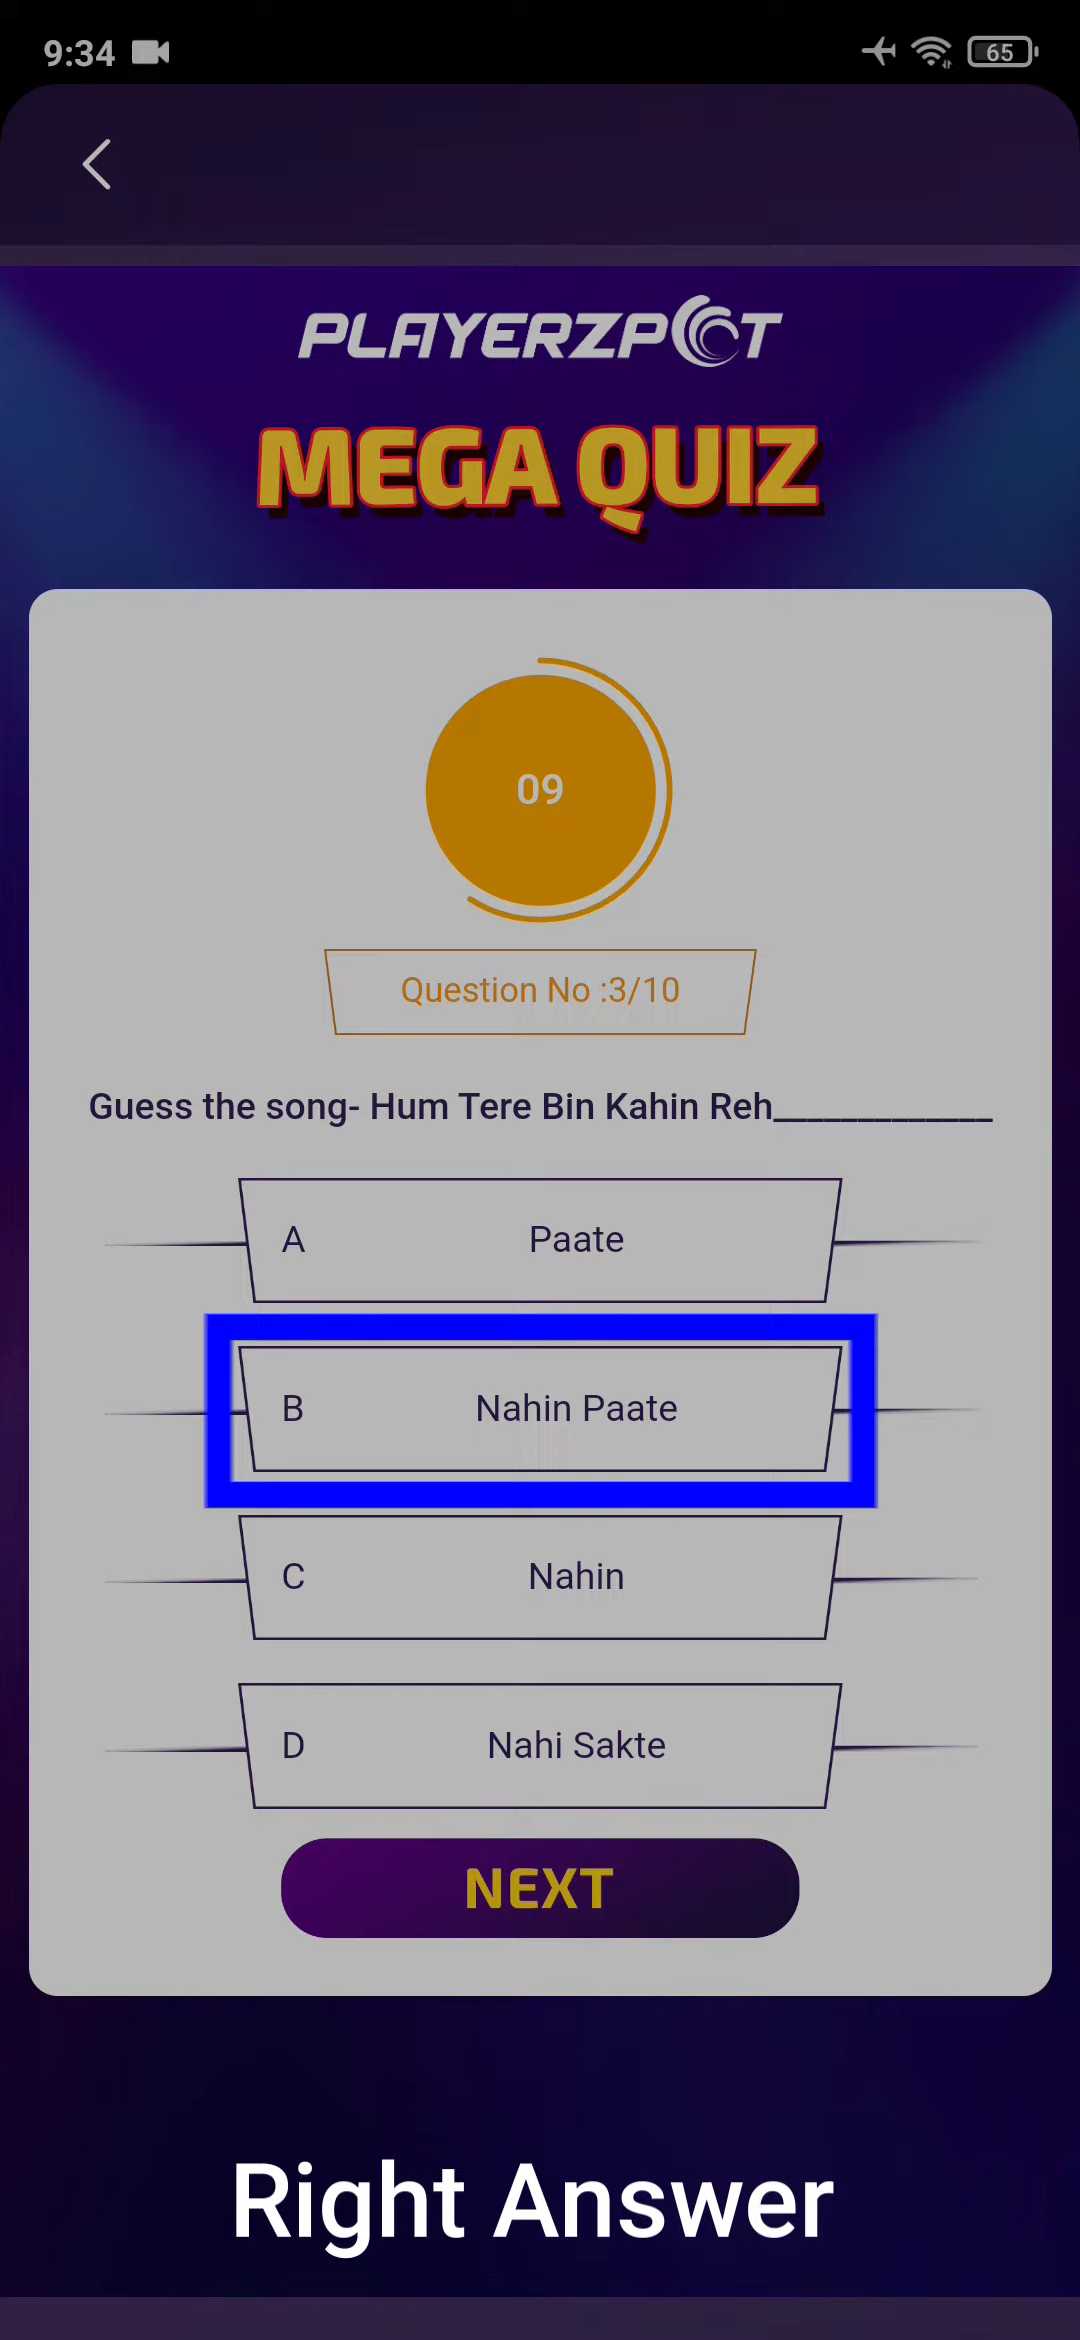 9:34
65
PLAYERZPOT
MEGA QUIZ
09
Question No :3/10
Guess the song- Hum Tere Bin Kahin Reh_____________
A Paate
B Nahin Paate
C Nahin
D Nahi Sakte
NEXT
Right Answer